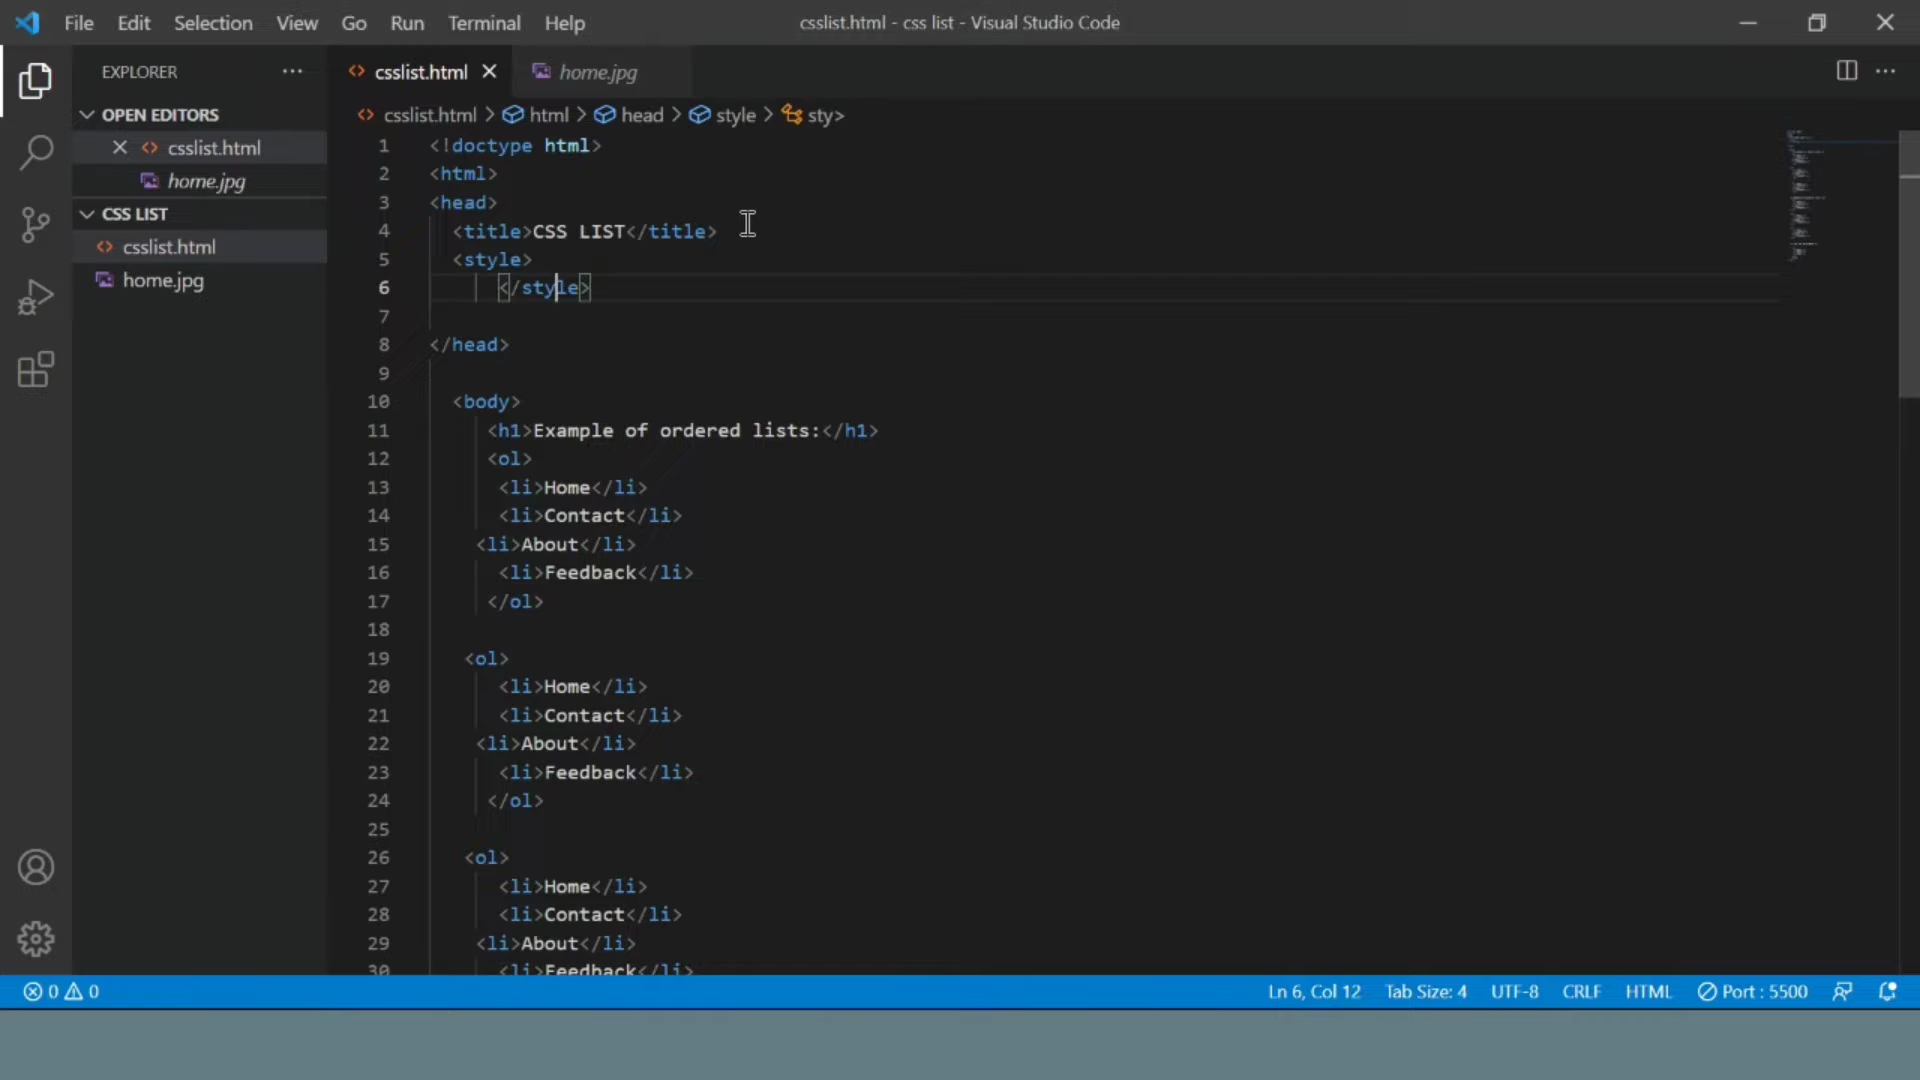 File Edit Selection View Go Run Terminal Help csslist.html - css list - Visual Studio Code
EXPLORER
OPEN EDITORS
csslist.html
home.jpg
CSS LIST
csslist.html
home.jpg
csslist.html home.jpg
csslist.html > html > head > style > sty>
1 <!doctype html>
2 <html>
3 <head>
4 <title>CSS LIST</title>
5 <style>
6 </style>
7
8 </head>
9
10 <body>
11 <h1>Example of ordered lists:</h1>
12 <ol>
13 <li>Home</li>
14 <li>Contact</li>
15 <li>About</li>
16 <li>Feedback</li>
17 </ol>
18
19 <ol>
20 <li>Home</li>
21 <li>Contact</li>
22 <li>About</li>
23 <li>Feedback</li>
24 </ol>
25
26 <ol>
27 <li>Home</li>
28 <li>Contact</li>
29 <li>About</li>
30 <li>Feedback</li>
0 0 Ln 6, Col 12 Tab Size: 4 UTF-8 CRLF HTML Port : 5500